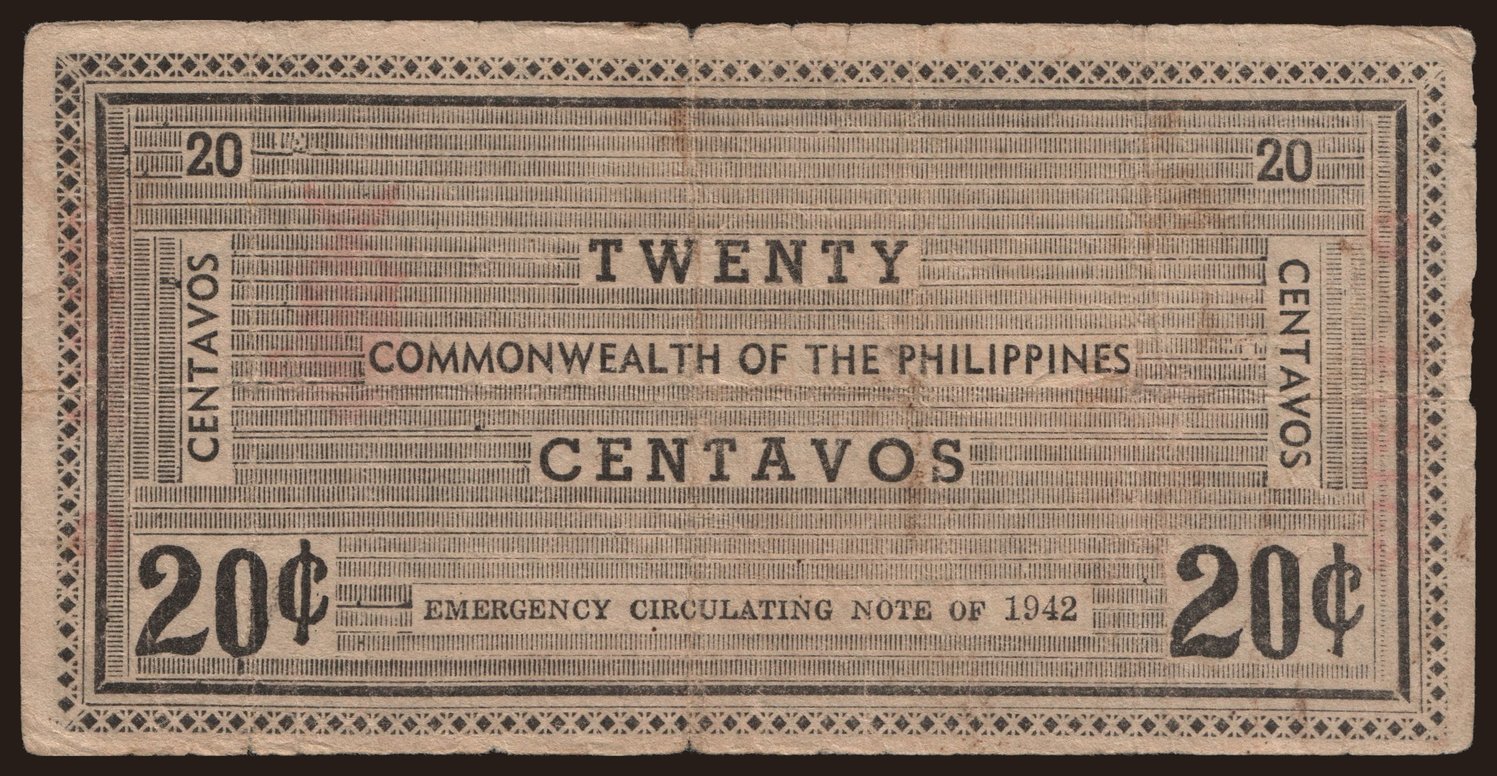 20
20
TWENTY
CENTAVOS
CENTAVOS
COMMONWEALTH OF THE PHILIPPINES
CENTAVOS
20¢
20¢
EMERGENCY CIRCULATING NOTE OF 1942